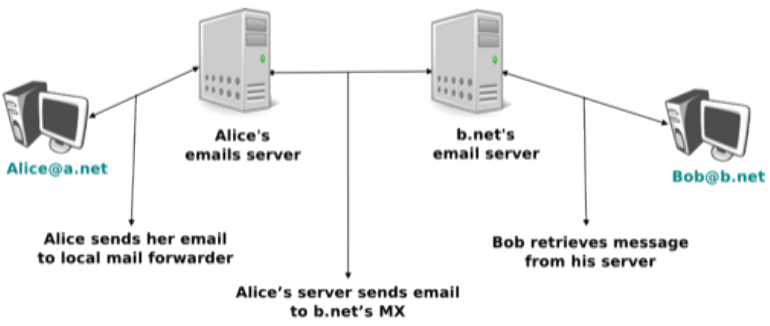 Alice's
emails server
b.net's
email server
Alice@a.net
Bob@b.net
Alice sends her email
to local mail forwarder
Bob retrieves message
from his server
Alice’s server sends email
to b.net’s MX